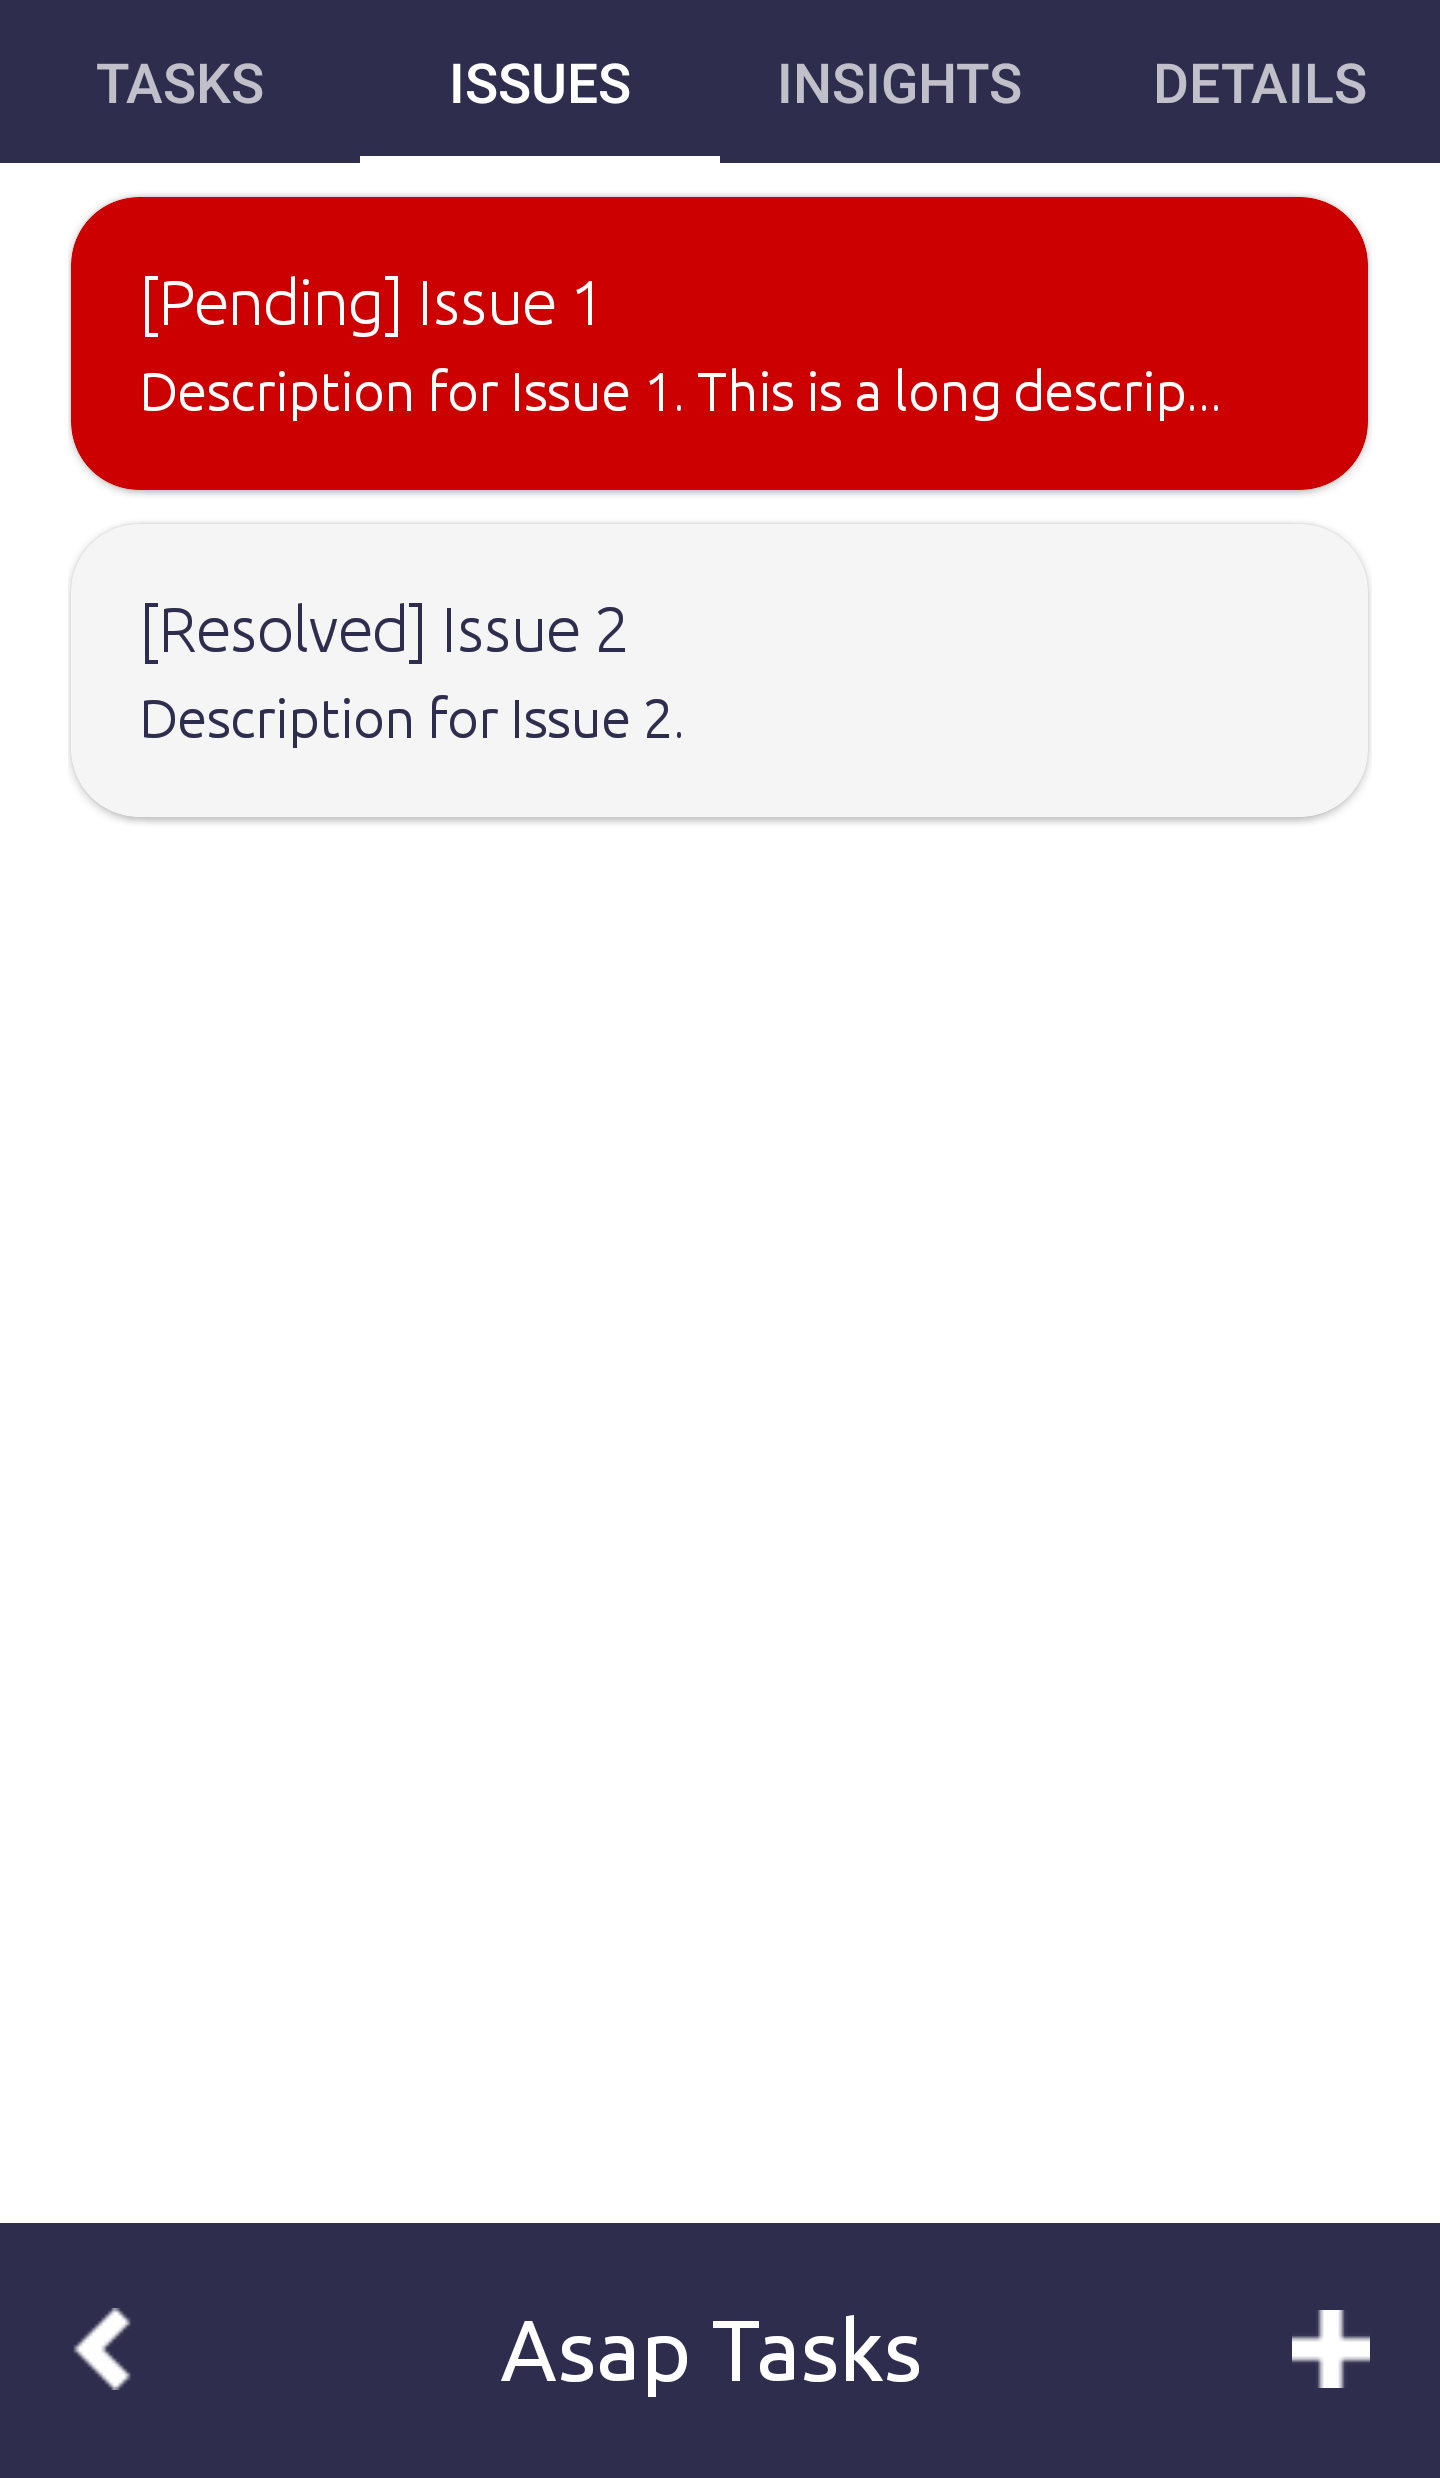 TASKS ISSUES INSIGHTS DETAILS
[Pending] Issue 1
Description for Issue 1. This is a long descrip...
[Resolved] Issue 2
Description for Issue 2.
Asap Tasks